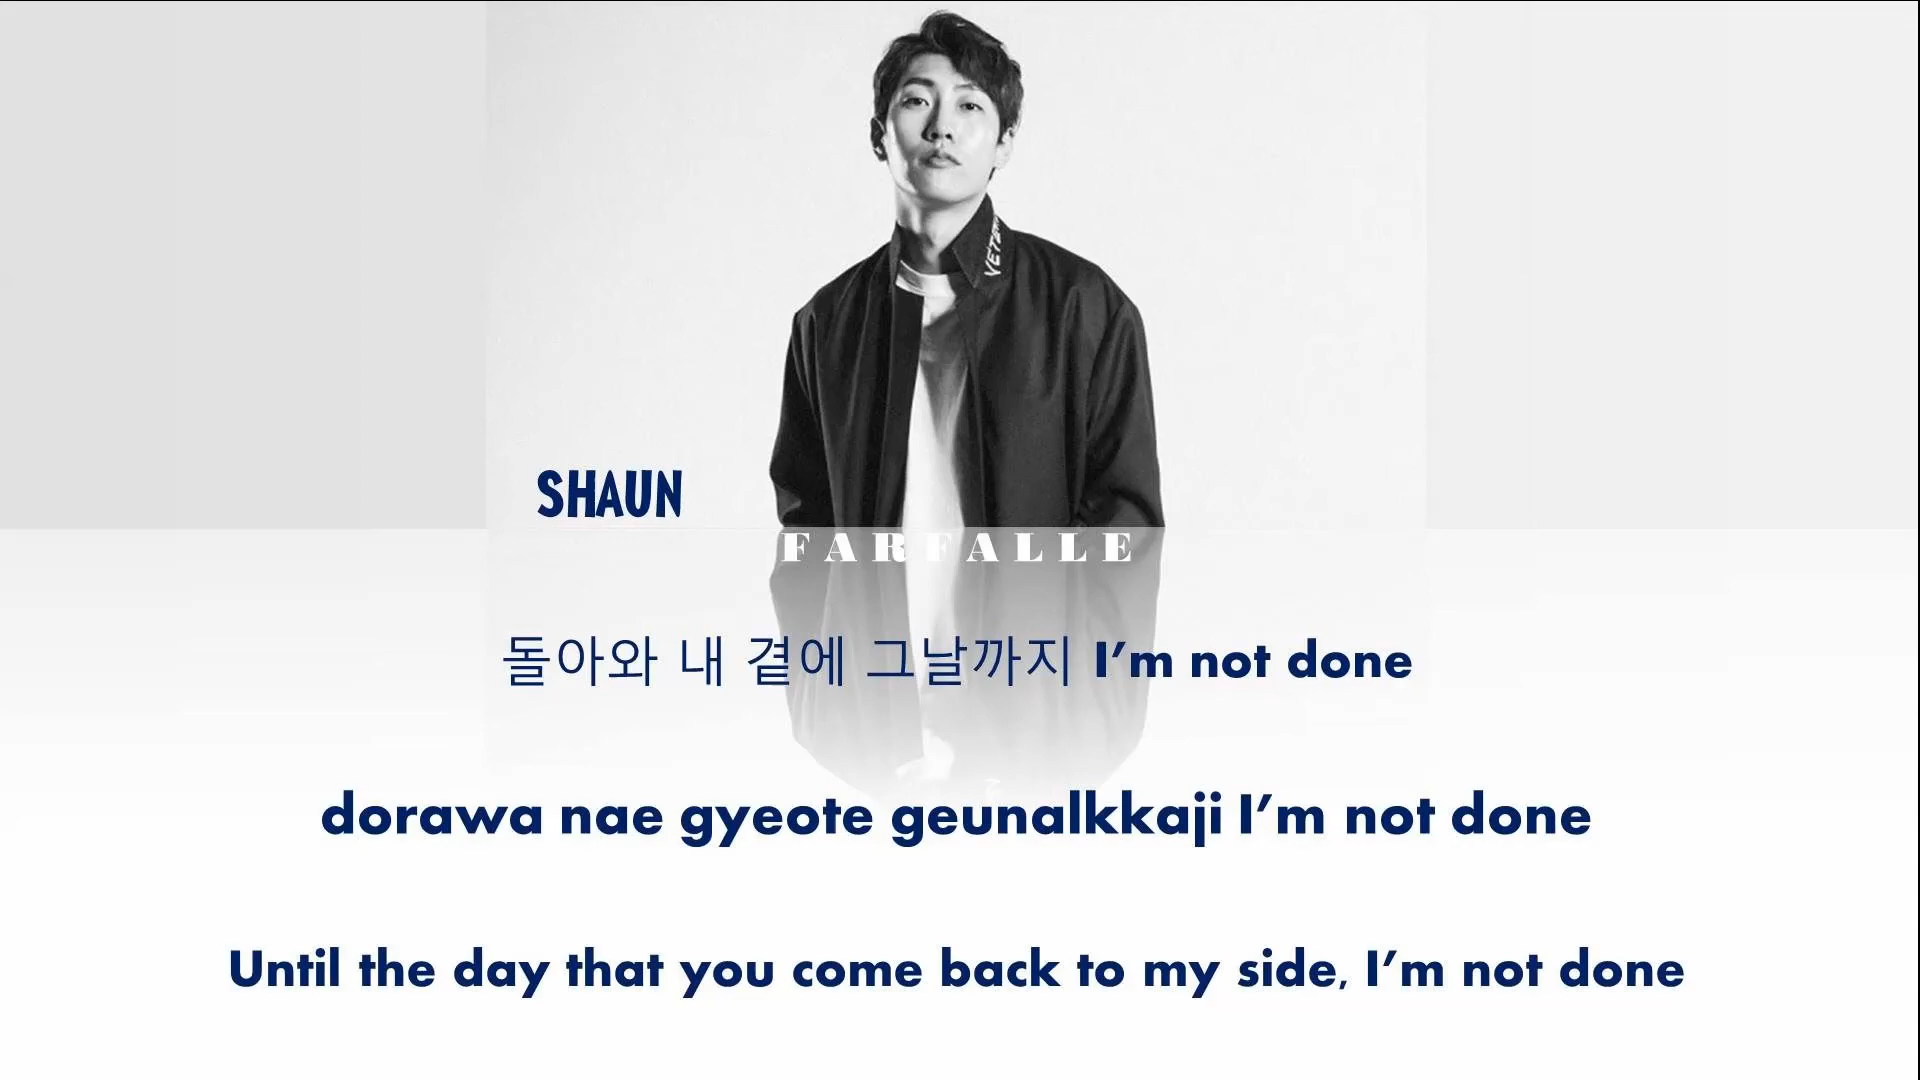 VETE
SHAUN
FARFALLE
돌아와 내 곁에 그날까지 I’m not done
dorawa nae gyeote geunalkkaji I’m not done
Until the day that you come back to my side, I’m not done